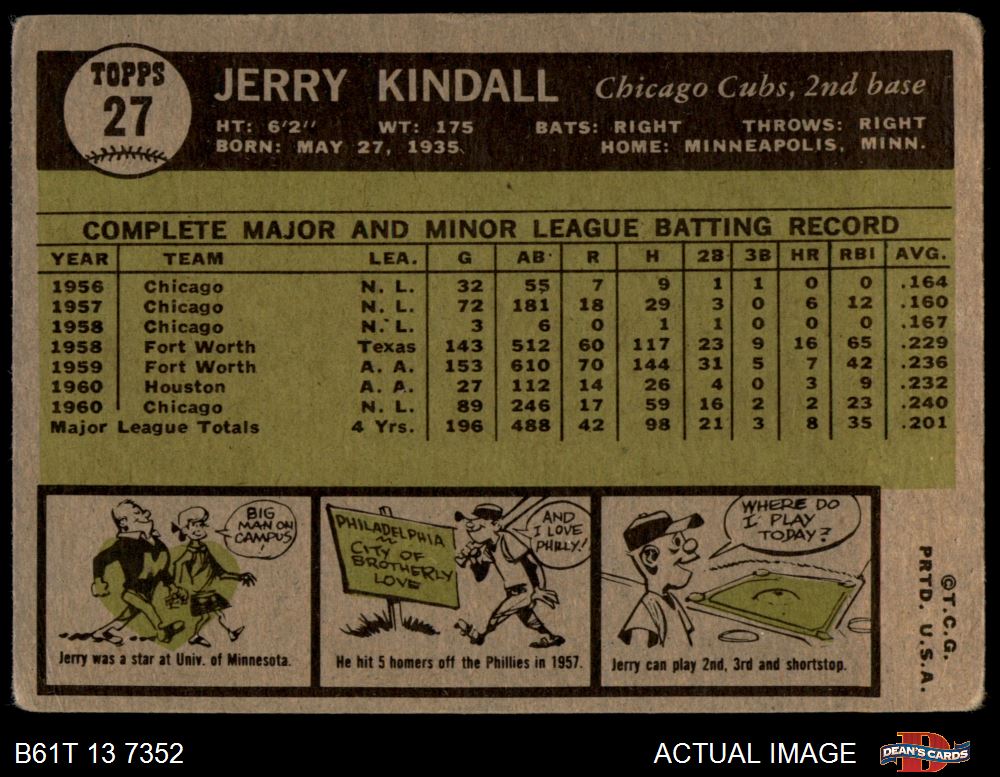 TOPPS
27
JERRY KINDALL Chicago Cubs, 2nd base
HT: 6'2'' WT: 175 BATS: RIGHT THROWS: RIGHT
BORN: MAY 27, 1935 HOME: MINNEAPOLIS, MINN.
COMPLETE MAJOR AND MINOR LEAGUE BATTING RECORD
YEAR TEAM LEA. G AB R H 2B 3B HR RBI AVG.
1956 Chicago N. L. 32 55 7 9 1 1 0 0 .164
1957 Chicago N. L. 72 181 18 29 3 0 6 12 .160
1958 Chicago N. L. 3 6 0 1 1 0 0 0 .167
1958 Fort Worth Texas 143 512 60 117 23 9 16 65 .229
1959 Fort Worth A. A. 153 610 70 144 31 5 7 42 .236
1960 Houston A. A. 27 112 14 26 4 0 3 9 .232
1960 Chicago N. L. 89 246 17 59 16 2 2 23 .240
Major League Totals 4 Yrs. 196 488 42 98 21 3 8 35 .201
BIG
MAN ON
CAMPUS!
M
Jerry was a star at Univ. of Minnesota.
PHILADELPHIA
CITY OF
BROTHERLY
LOVE
AND
I LOVE
PHILLY!
He hit 5 homers off the Phillies in 1957.
WHERE DO
I PLAY
TODAY?
Jerry can play 2nd, 3rd and shortstop.
©T.C.G.
PRTD. U.S.A.
B61T 13 7352 ACTUAL IMAGE
D
DEAN'S CARDS